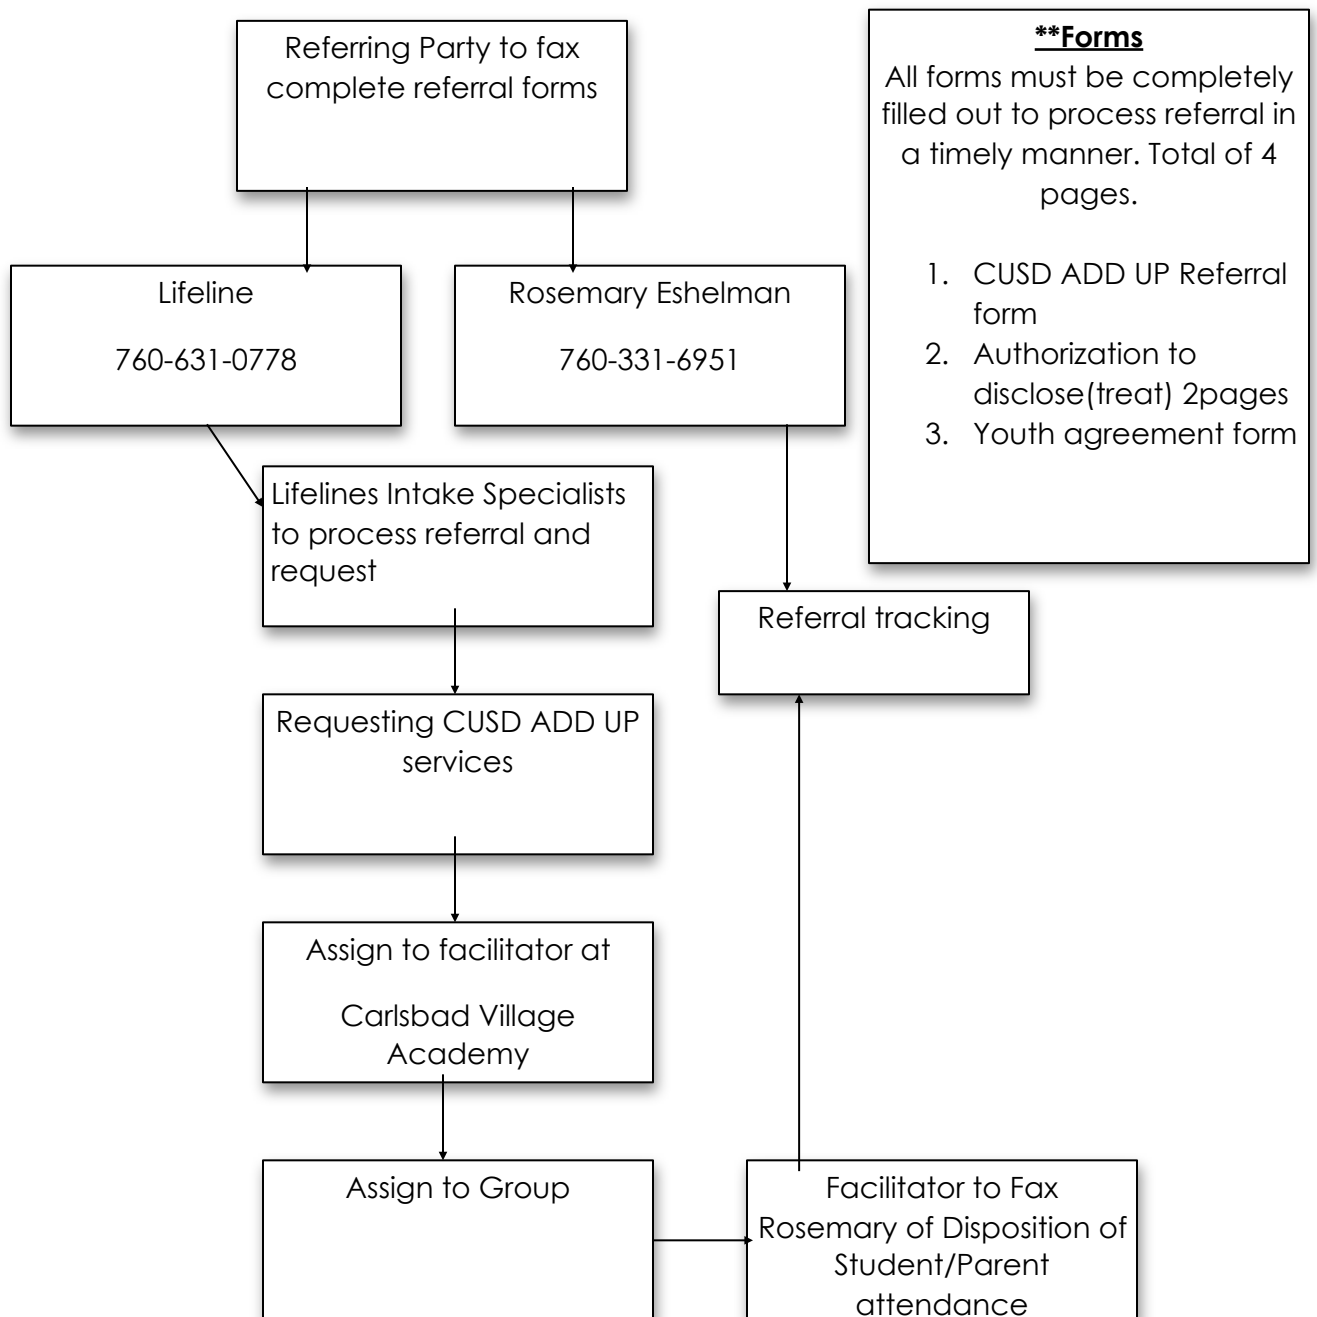 Referring Party to fax
complete referral forms
**Forms
All forms must be completely
filled out to process referral in
a timely manner. Total of 4
pages.
1. CUSD ADD UP Referral
form
2. Authorization to
disclose(treat) 2pages
3. Youth agreement form
Lifeline
760-631-0778
Rosemary Eshelman
760-331-6951
Lifelines Intake Specialists
to process referral and
request
Referral tracking
Requesting CUSD ADD UP
services
Assign to facilitator at
Carlsbad Village
Academy
Assign to Group
Facilitator to Fax
Rosemary of Disposition of
Student/Parent
attendance